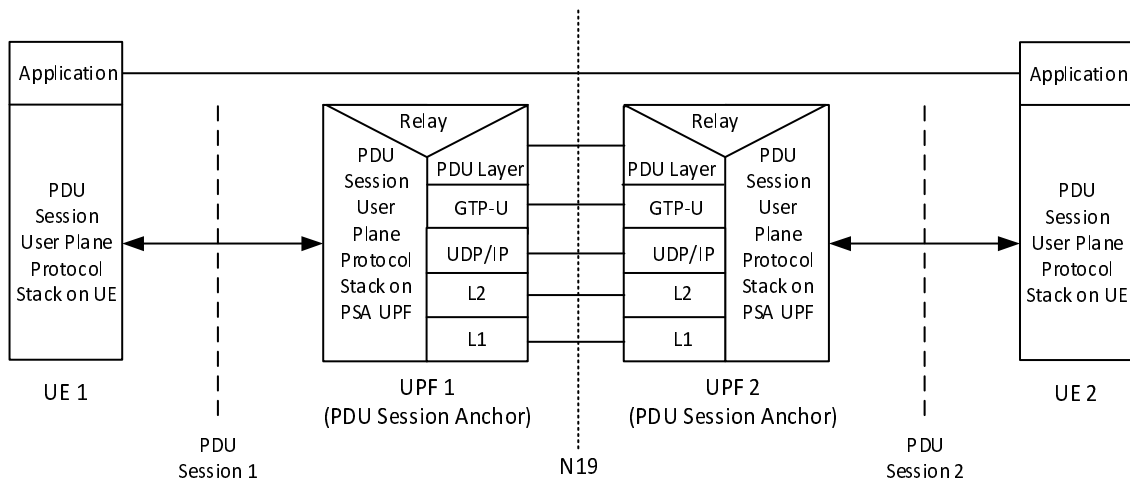 Application
PDU
Session
User Plane
Protocol
Stack on UE
UE 1
PDU
Session 1
Relay
PDU
Session
User
Plane
Protocol
Stack on
PSA UPF
PDU Layer
GTP-U
UDP/IP
L2
L1
UPF 1
(PDU Session Anchor)
N19
Relay
PDU Layer
GTP-U
UDP/IP
L2
L1
PDU
Session
User
Plane
Protocol
Stack on
PSA UPF
UPF 2
(PDU Session Anchor)
PDU
Session 2
Application
PDU
Session
User Plane
Protocol
Stack on UE
UE 2